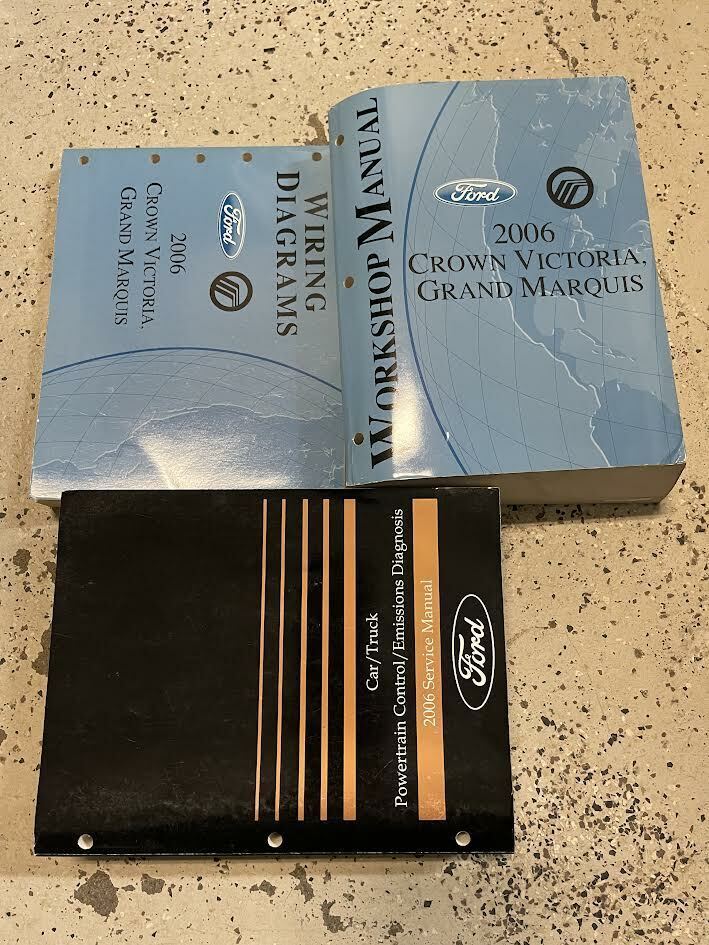 WIRING
DIAGRAMS
Ford
2006
CROWN VICTORIA,
GRAND MARQUIS
WORKSHOP MANUAL
Ford
2006
CROWN VICTORIA,
GRAND MARQUIS
Car/Truck
Powertrain Control/Emissions Diagnosis
2006 Service Manual
Ford